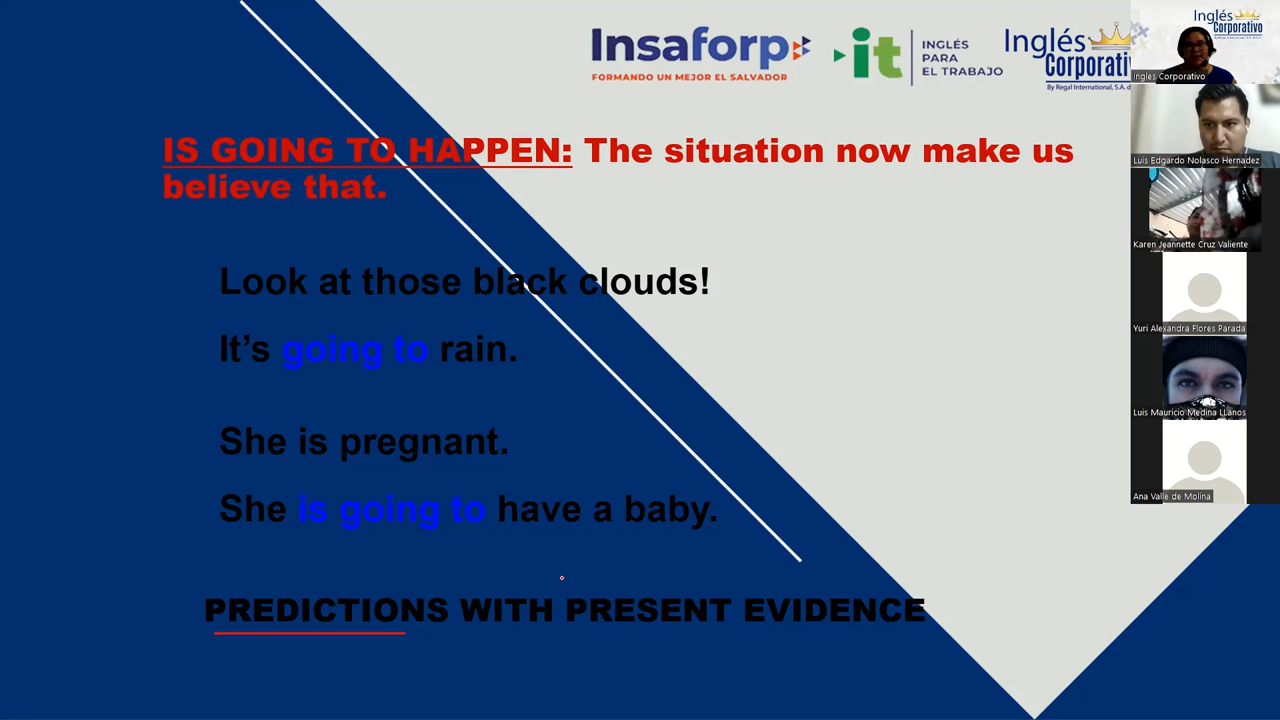 Insaforp
FORMANDO UN MEJOR EL SALVADOR
it
INGLÉS
PARA
EL TRABAJO
Inglés
Corporativ
By Regal International, S.A. d
IS GOING TO HAPPEN: The situation now make us
believe that.
Look at those black clouds!
It's going to rain.
She is pregnant.
She is going to have a baby.
PREDICTIONS WITH PRESENT EVIDENCE
Inglés
Corporativo
Ingles Corporativo
Luis Edgardo Nolasco Hernadez
Karen Jeannette Cruz Valiente
Yuri Alexandra Flores Parada
Luis Mauricio Medina LLanos
Ana Valle de Molina